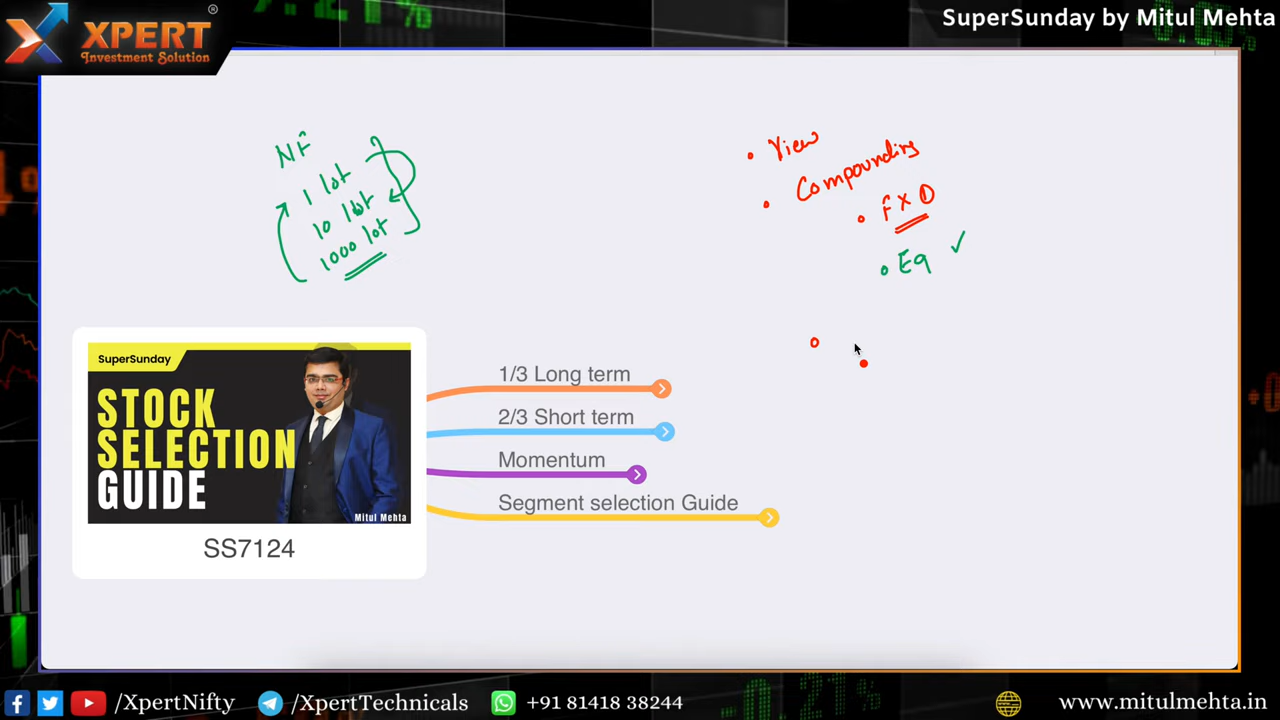 XPERT
Investment Solution
SuperSunday by Mitul Mehta
NF
1 lot
10 lot
1000 lot
View
Compounding
F X D
Eq ✓
SuperSunday
STOCK
SELECTION
GUIDE
Mitul Mehta
SS7124
1/3 Long term
2/3 Short term
Momentum
Segment selection Guide
/XpertNifty
/XpertTechnicals
+91 81418 38244
www.mitulmehta.in